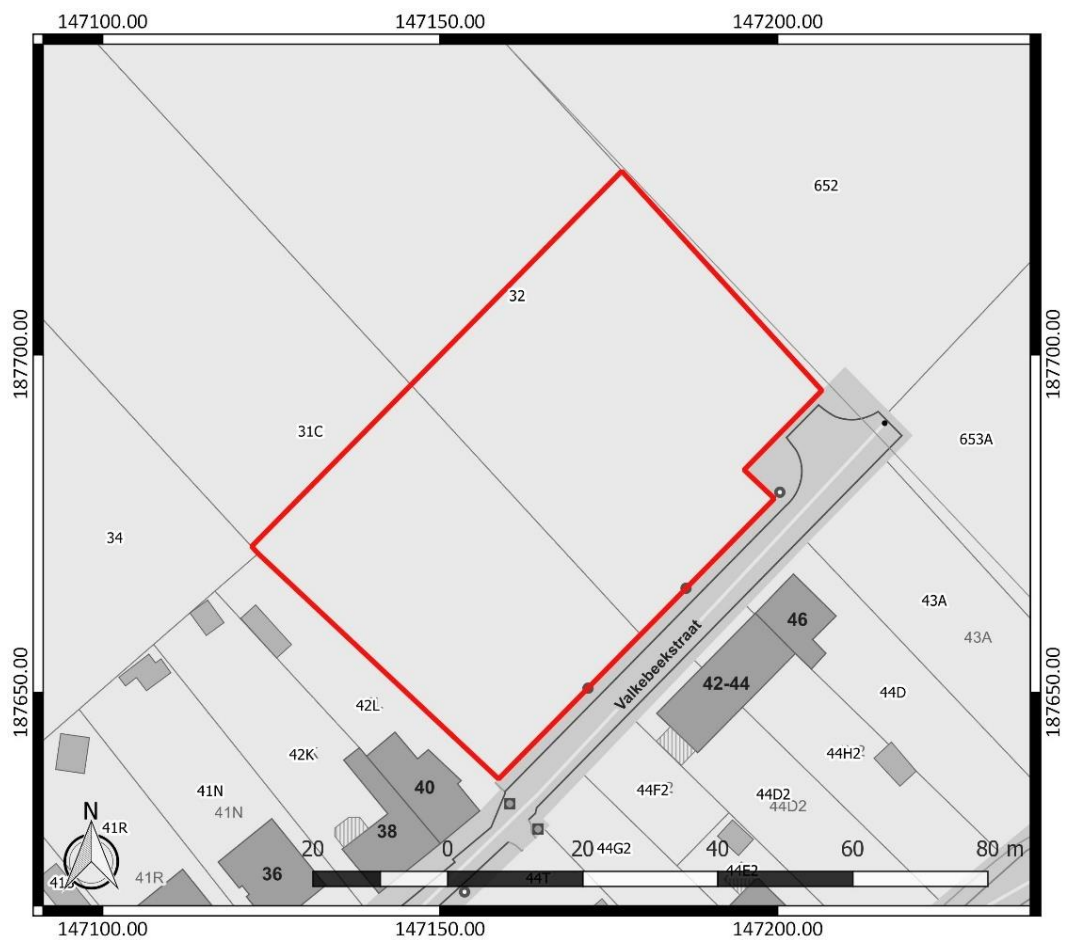 147100.00 147150.00 147200.00
652
32
187700.00 187700.00
31C
653A
34
43A
46
43A
Valkebeekstraat
42-44
187650.00 187650.00
42L
44D
42K
44H2
40
44F2
41N
44D2
41N
44D2
N
41R
38
20 0 20 40 60 80 m
44G2
36
41R
44T
44E2
147100.00 147150.00 147200.00